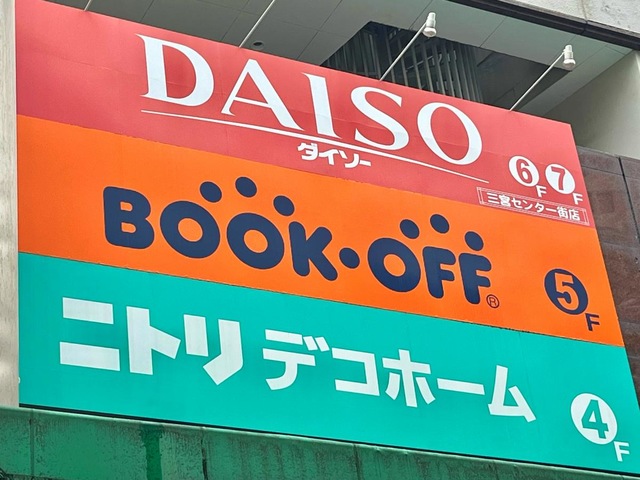 DAISO
ダイソー
6F 7F
三宮センター街店
BOOK・OFF® 5F
ニトリ デコホーム 4F